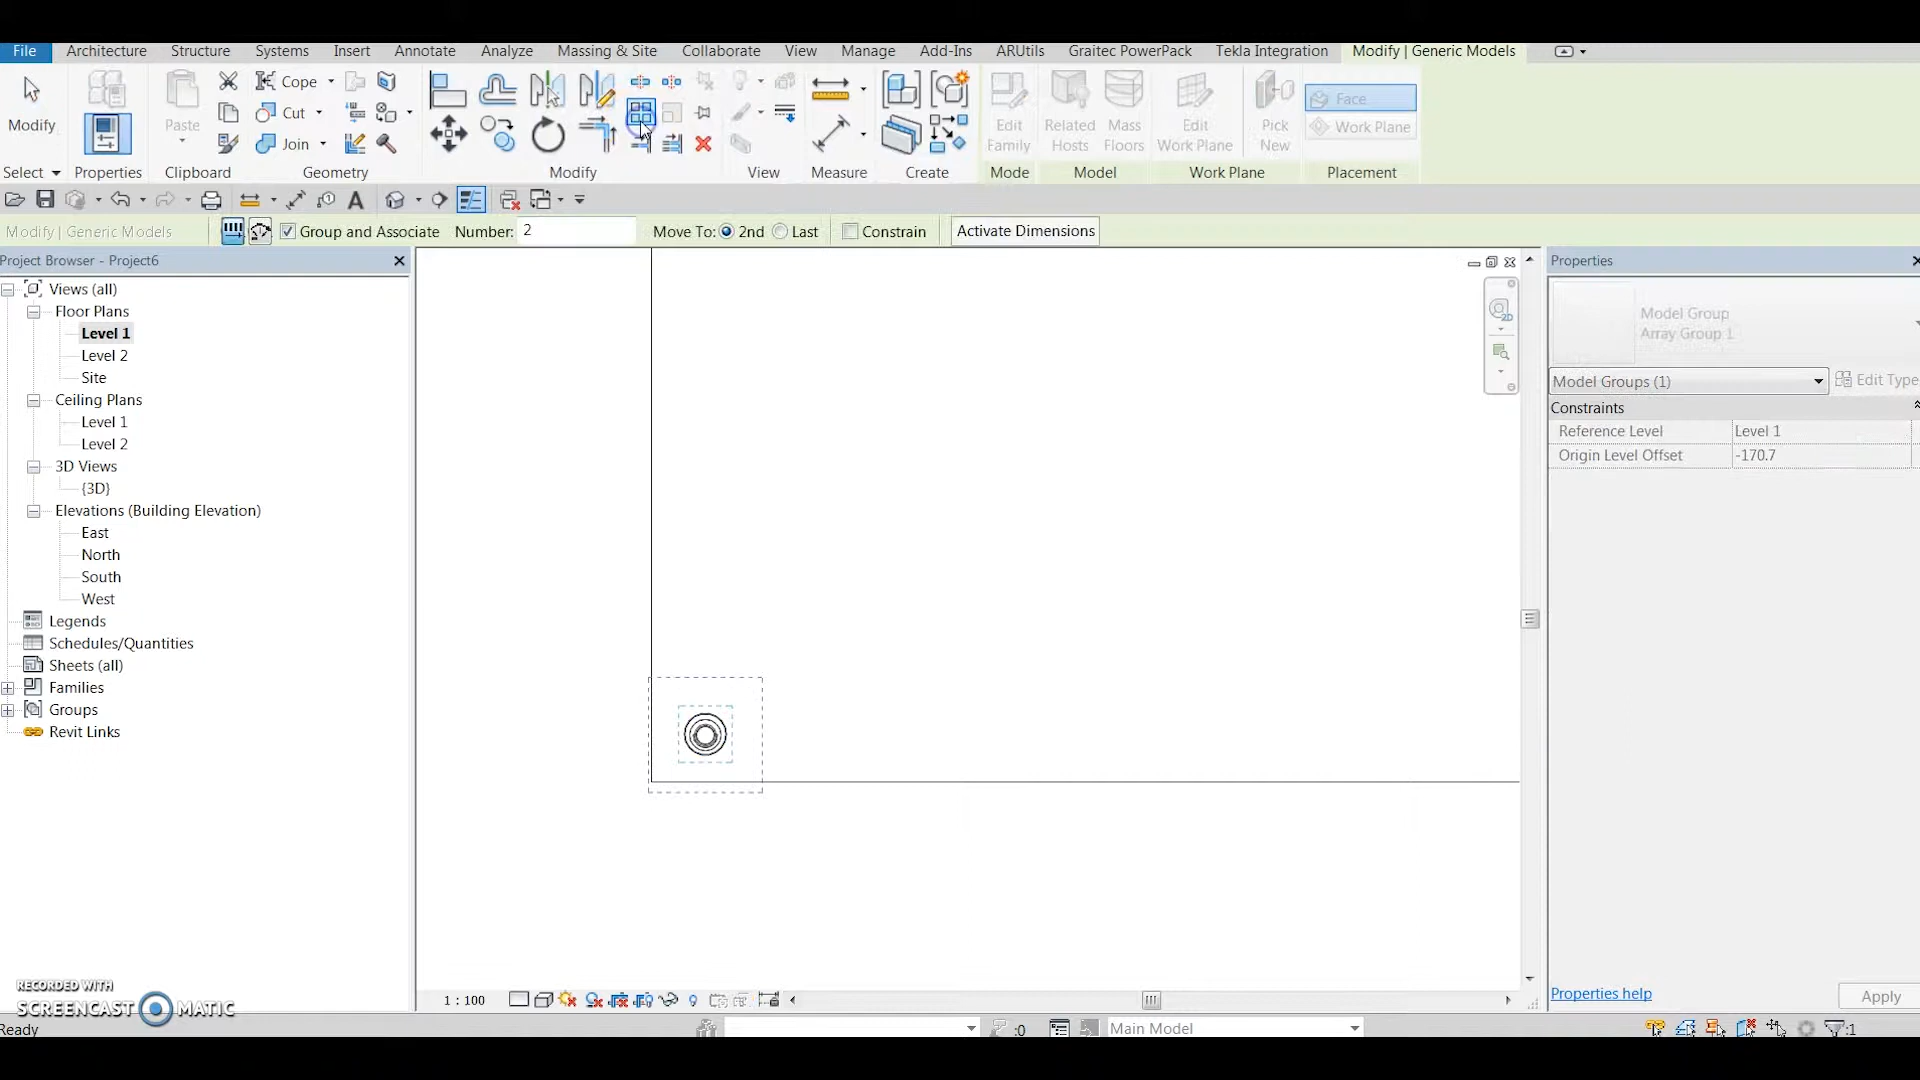 File Architecture Structure Systems Insert Annotate Analyze Massing & Site Collaborate View Manage Add-Ins ARUtils Graitec PowerPack Tekla Integration Modify | Generic Models
Modify
Paste
Cope
Cut
Join
Edit Family
Related Hosts
Mass Floors
Edit Work Plane
Pick New
Face
Work Plane
Select Properties Clipboard Geometry Modify View Measure Create Mode Model Work Plane Placement
Modify | Generic Models Group and Associate Number: 2 Move To: 2nd Last Constrain Activate Dimensions
Project Browser - Project6
Views (all)
Floor Plans
Level 1
Level 2
Site
Ceiling Plans
Level 1
Level 2
3D Views
{3D}
Elevations (Building Elevation)
East
North
South
West
Legends
Schedules/Quantities
Sheets (all)
Families
Groups
Revit Links
2D
Properties
Model Group
Array Group 1
Model Groups (1) Edit Type
Constraints
Reference Level Level 1
Origin Level Offset -170.7
Properties help Apply
RECORDED WITH
SCREENCAST MATIC
1 : 100
Ready :0 Main Model :1